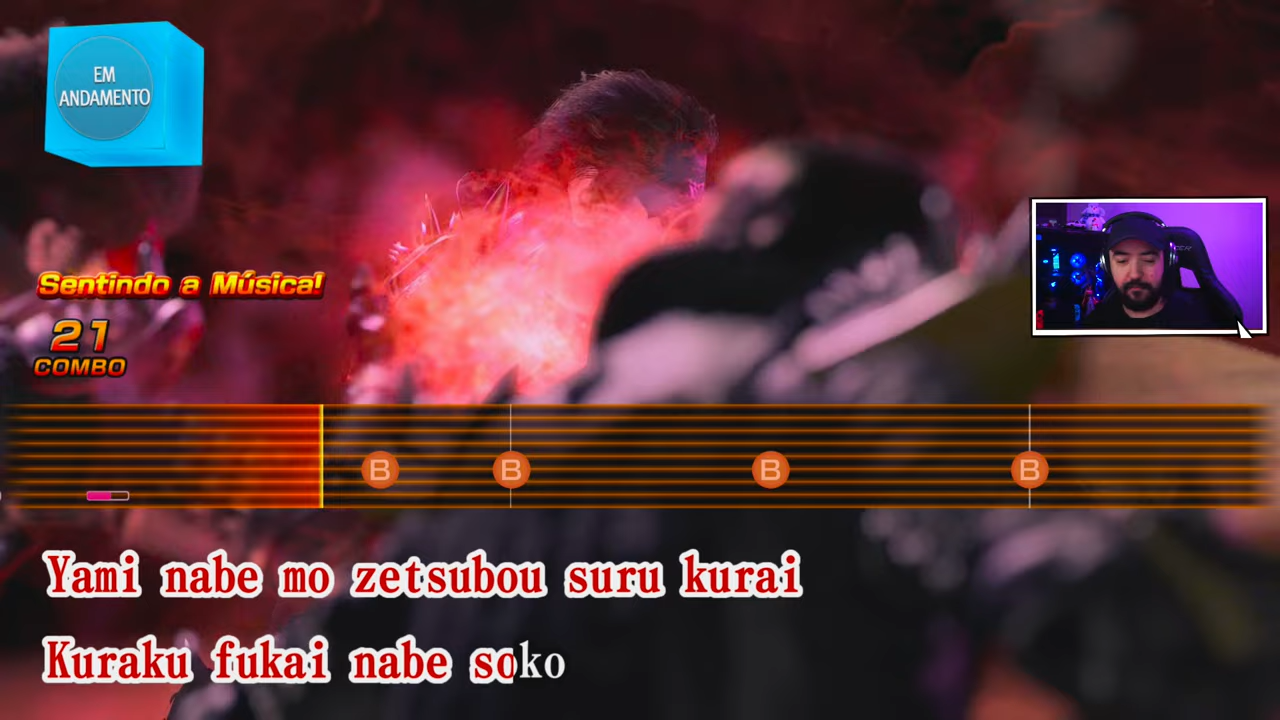 EM
ANDAMENTO
Sentindo a Música!
21
COMBO
B B B B
Yami nabe mo zetsubou suru kurai
Kuraku fukai nabe soko